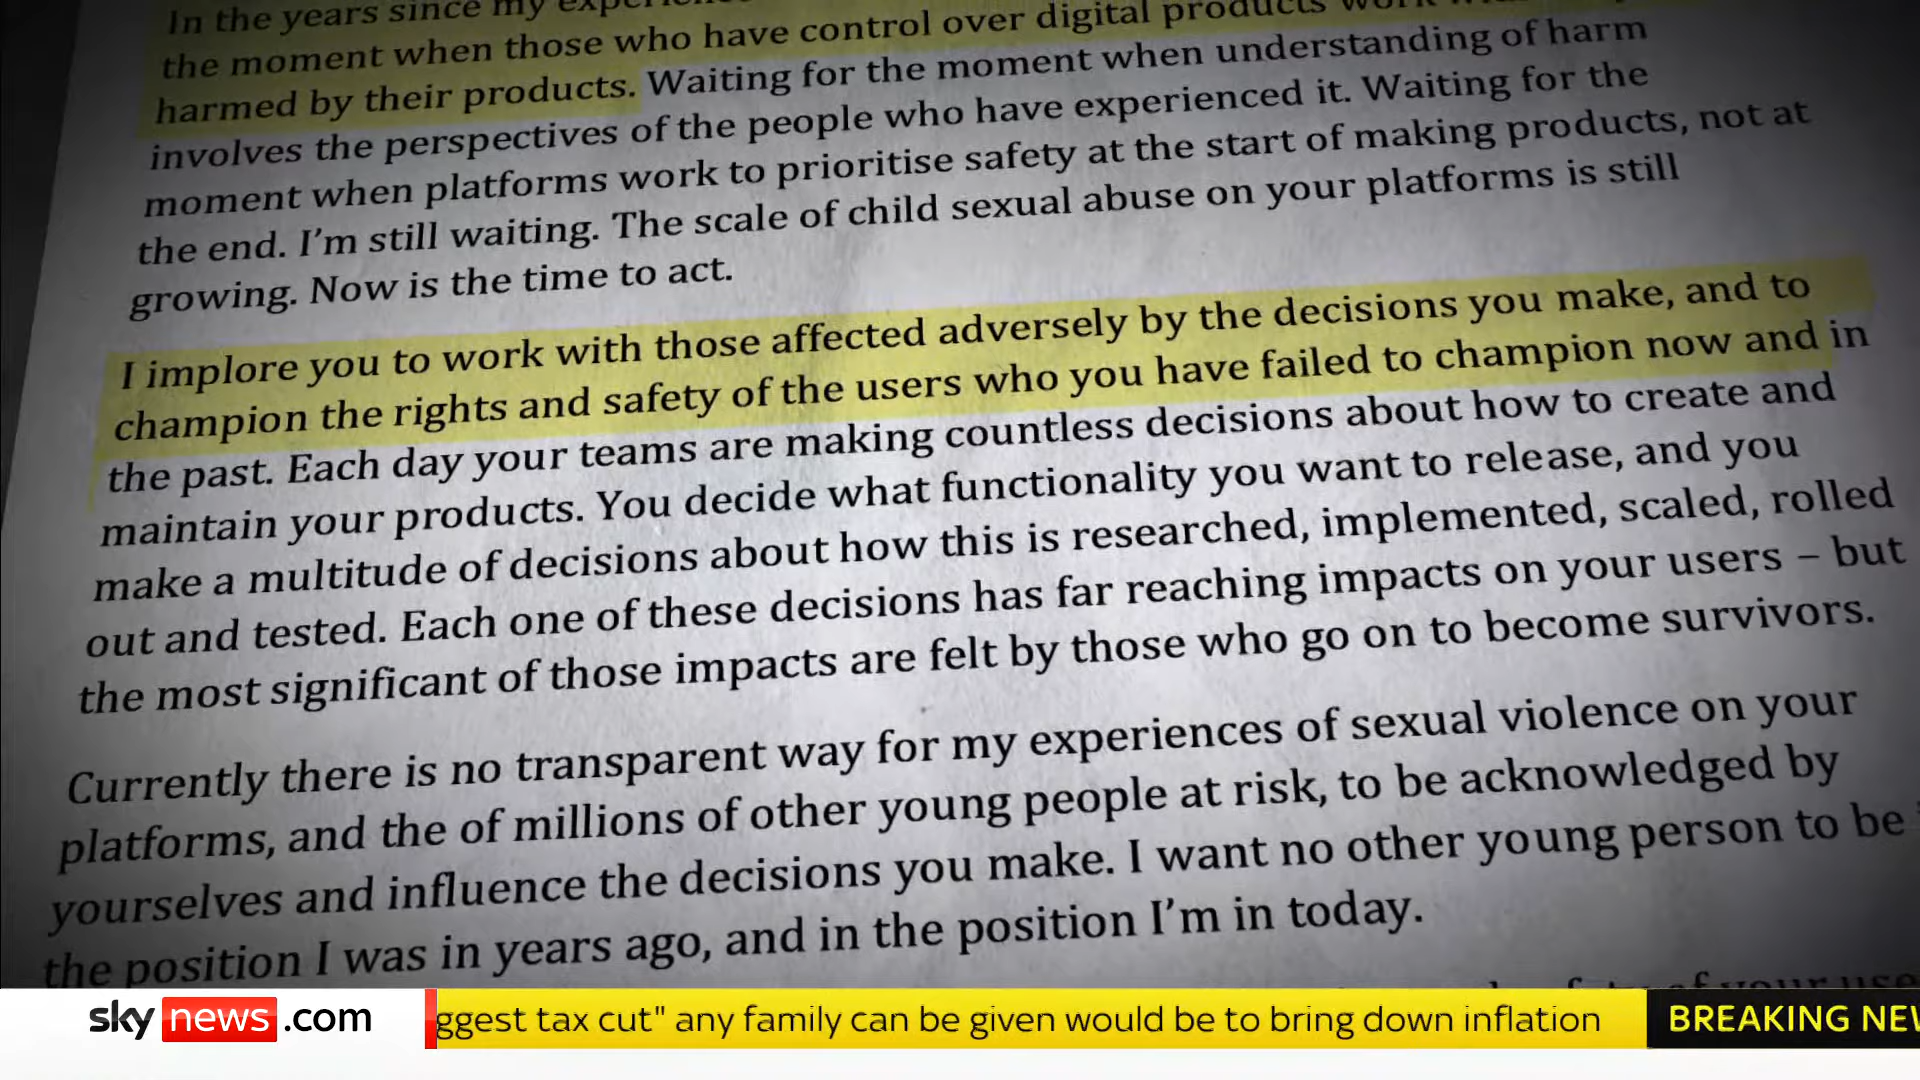 In the years since my
the moment when those who have control over digital products
harmed by their products. Waiting for the moment when understanding of harm
involves the perspectives of the people who have experienced it. Waiting for the
moment when platforms work to prioritise safety at the start of making products, not at
the end. I'm still waiting. The scale of child sexual abuse on your platforms is still
growing. Now is the time to act.
I implore you to work with those affected adversely by the decisions you make, and to
champion the rights and safety of the users who you have failed to champion now and in
the past. Each day your teams are making countless decisions about how to create and
maintain your products. You decide what functionality you want to release, and you
make a multitude of decisions about how this is researched, implemented, scaled, rolled
out and tested. Each one of these decisions has far reaching impacts on your users – but
the most significant of those impacts are felt by those who go on to become survivors.
Currently there is no transparent way for my experiences of sexual violence on your
platforms, and the of millions of other young people at risk, to be acknowledged by
yourselves and influence the decisions you make. I want no other young person to be
the position I was in years ago, and in the position I'm in today.
sky news .com
ggest tax cut" any family can be given would be to bring down inflation
BREAKING NEW